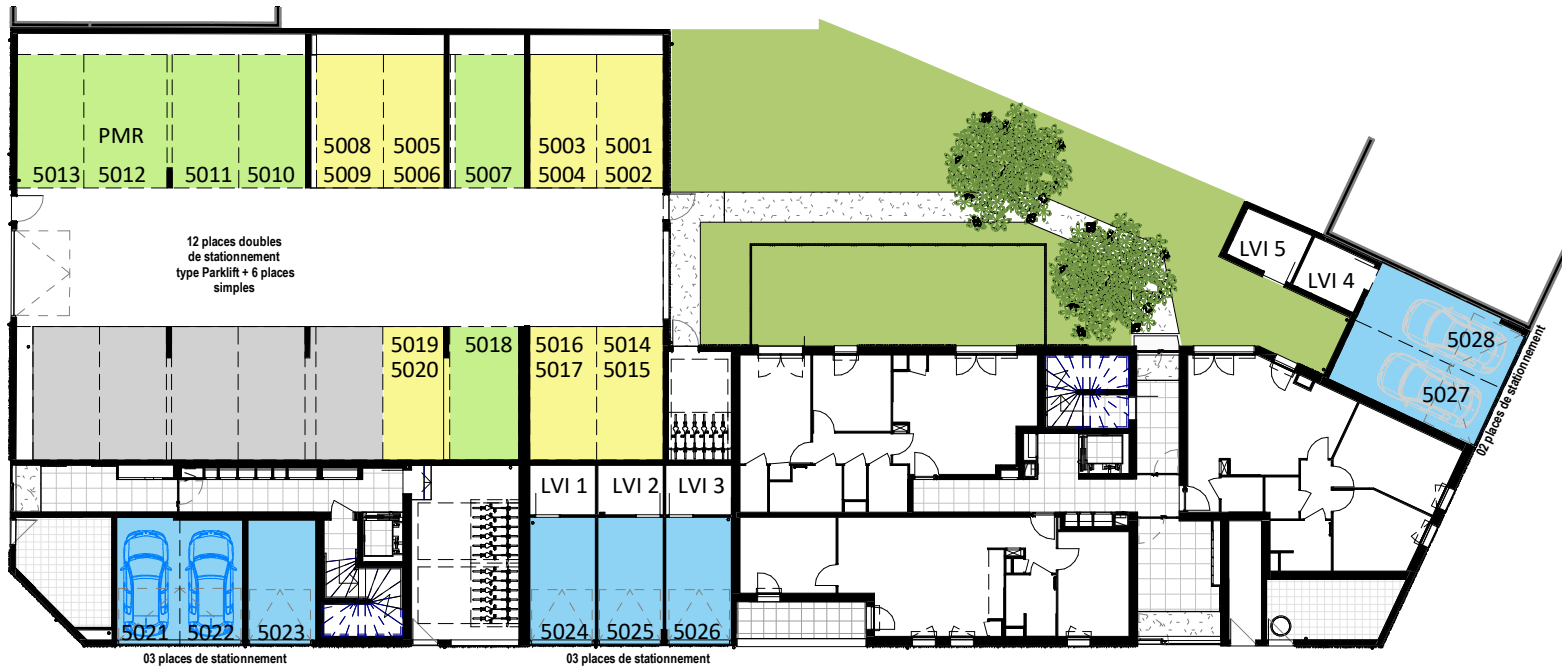 PMR
5013 5012 5011 5010
5008 5005
5009 5006
5007
5003 5001
5004 5002
12 places doubles
de stationnement
type Parklift + 6 places
simples
LVI 5
LVI 4
5028
5027
02 places de stationnement
5019
5020
5018
5016 5014
5017 5015
LVI 1 LVI 2 LVI 3
5021 5022 5023
5024 5025 5026
03 places de stationnement
03 places de stationnement